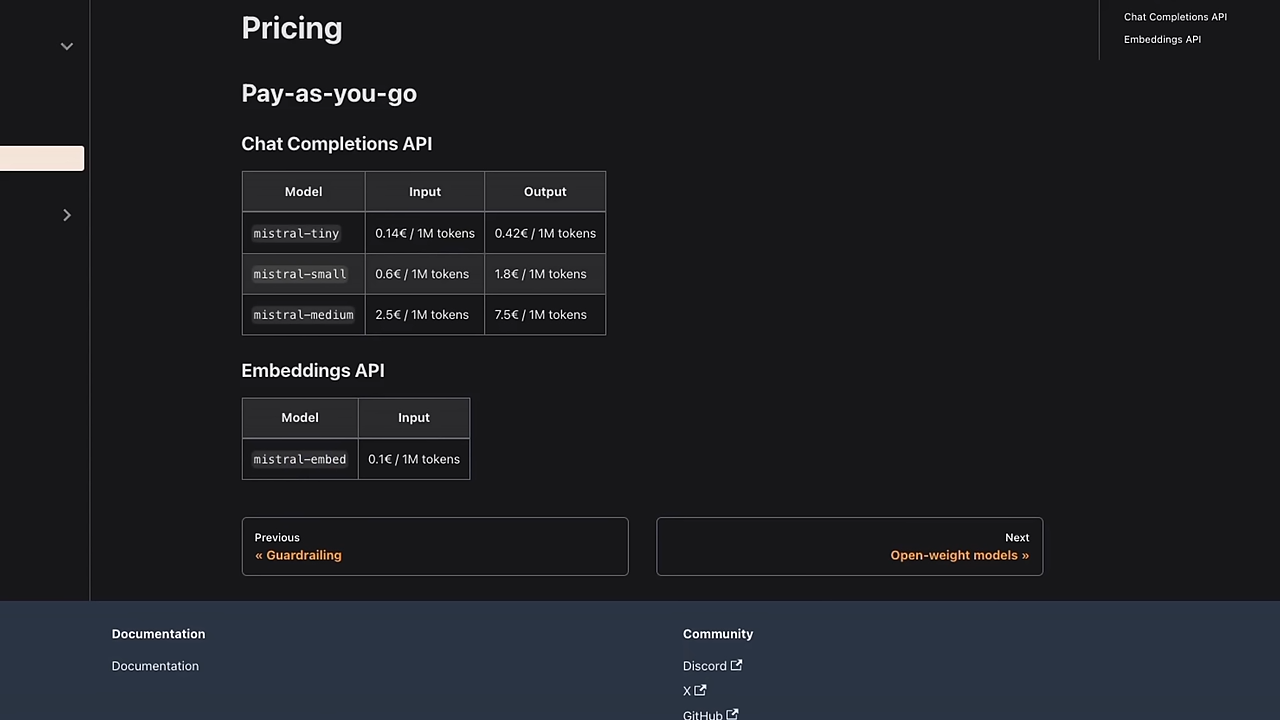 Pricing
Chat Completions API
Embeddings API
Pay-as-you-go
Chat Completions API
Model Input Output
mistral-tiny 0.14€ / 1M tokens 0.42€ / 1M tokens
mistral-small 0.6€ / 1M tokens 1.8€ / 1M tokens
mistral-medium 2.5€ / 1M tokens 7.5€ / 1M tokens
Embeddings API
Model Input
mistral-embed 0.1€ / 1M tokens
Previous
« Guardrailing
Next
Open-weight models »
Documentation
Documentation
Community
Discord
X
GitHub